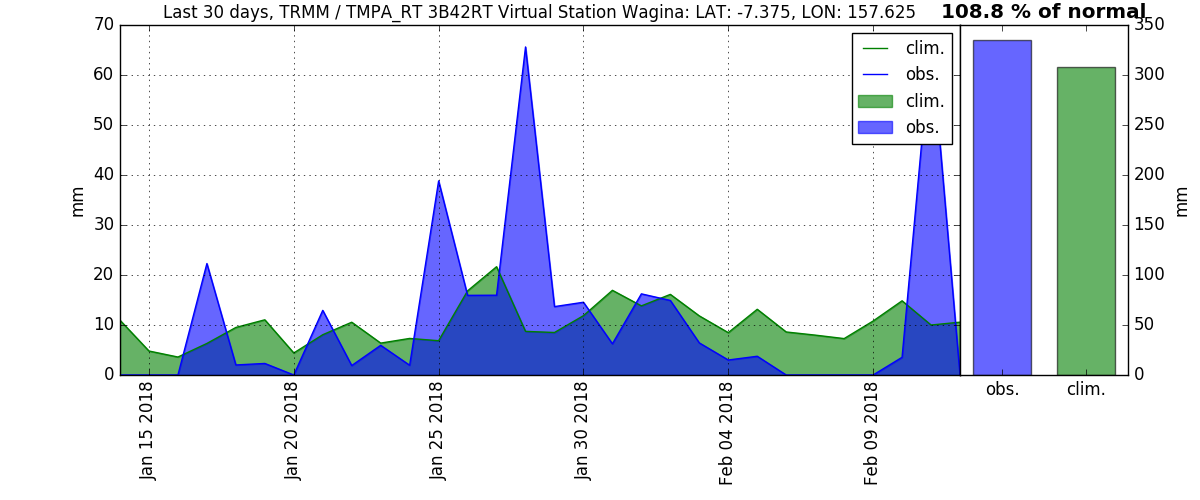 Last 30 days, TRMM / TMPA_RT 3B42RT Virtual Station Wagina: LAT: -7.375, LON: 157.625
108.8 % of normal
70
60
50
40
30
20
10
0
mm
clim.
obs.
clim.
obs.
350
300
250
200
150
100
50
0
mm
obs.
clim.
Jan 15 2018
Jan 20 2018
Jan 25 2018
Jan 30 2018
Feb 04 2018
Feb 09 2018